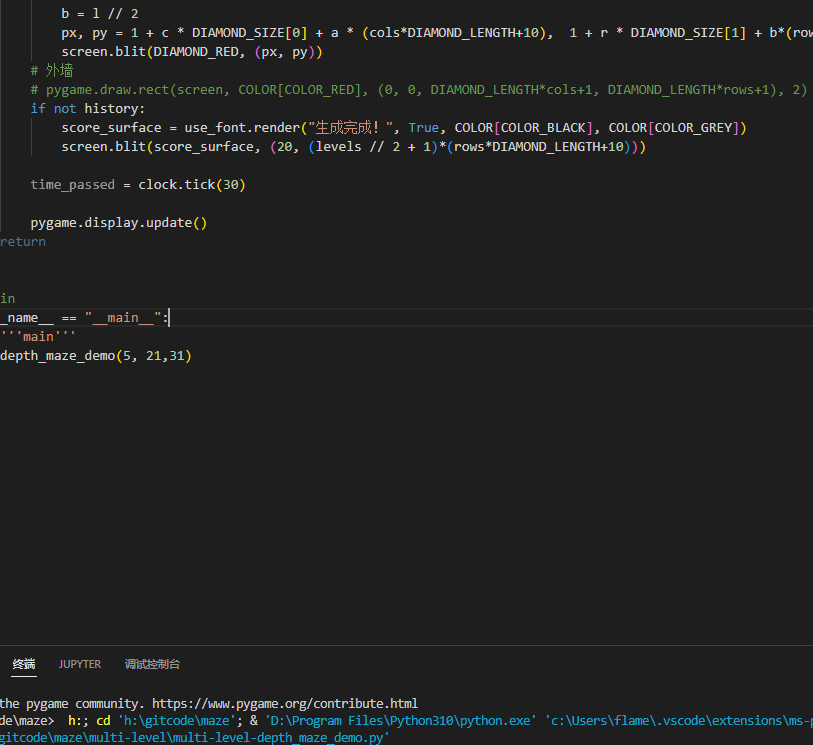 b = l // 2
px, py = 1 + c * DIAMOND_SIZE[0] + a * (cols*DIAMOND_LENGTH+10),  1 + r * DIAMOND_SIZE[1] + b*(row
screen.blit(DIAMOND_RED, (px, py))
# 外墙
# pygame.draw.rect(screen, COLOR[COLOR_RED], (0, 0, DIAMOND_LENGTH*cols+1, DIAMOND_LENGTH*rows+1), 2)
if not history:
score_surface = use_font.render("生成完成！", True, COLOR[COLOR_BLACK], COLOR[COLOR_GREY])
screen.blit(score_surface, (20, (levels // 2 + 1)*(rows*DIAMOND_LENGTH+10)))
time_passed = clock.tick(30)
pygame.display.update()
return
in
_name__ == "__main__":
'''main'''
depth_maze_demo(5, 21,31)
终端 JUPYTER 调试控制台
the pygame community. https://www.pygame.org/contribute.html
de\maze>  h:; cd 'h:\gitcode\maze'; & 'D:\Program Files\Python310\python.exe' 'c:\Users\flame\.vscode\extensions\ms-p
gitcode\maze\multi-level\multi-level-depth_maze_demo.py'